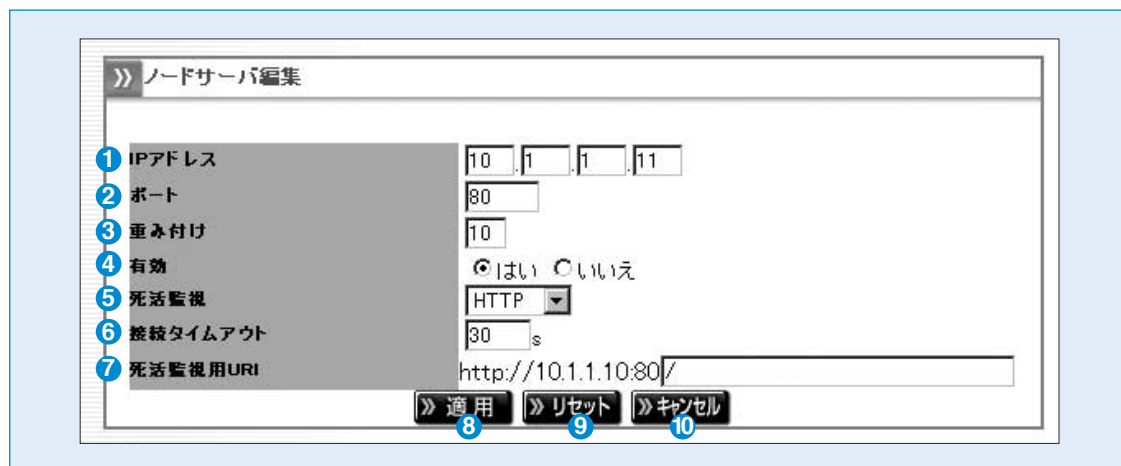 » ノードサーバ編集
1 IPアドレス 10 . 1 . 1 . 11
2 ポート 80
3 重み付け 10
4 有効 はい いいえ
5 死活監視 HTTP
6 接続タイムアウト 30 s
7 死活監視用URI http://10.1.1.10:80 /
» 適用 » リセット » キャンセル
8 9 10